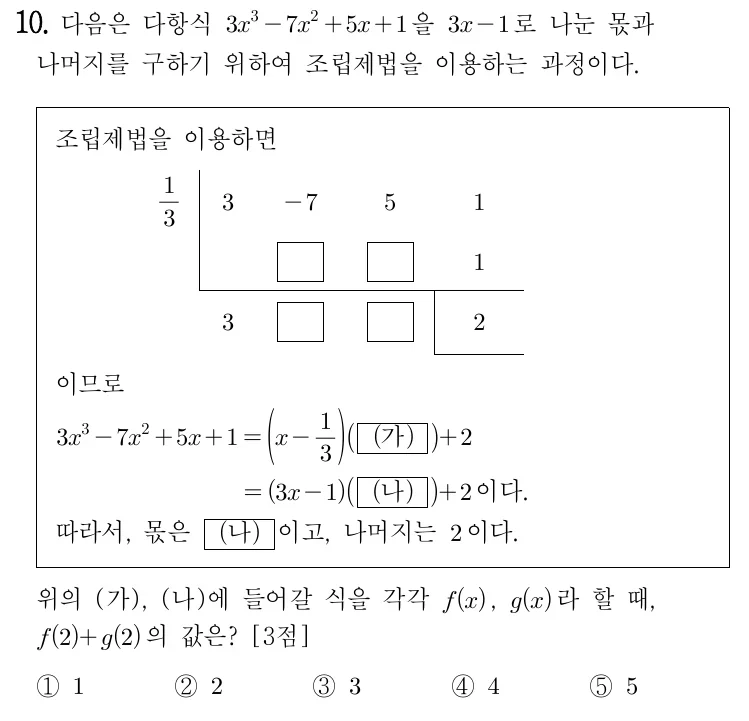 10. 다음은 다항식 3x³－7x²＋5x＋1을 3x－1로 나눈 몫과
나머지를 구하기 위하여 조립제법을 이용하는 과정이다.
조립제법을 이용하면
1/3 | 3 －7 5 1
□ □ 1
3 □ □ 2
이므로
3x³－7x²＋5x＋1＝(x－1/3)( (가) )＋2
＝(3x－1)( (나) )＋2이다.
따라서, 몫은 (나) 이고, 나머지는 2이다.
위의 (가), (나)에 들어갈 식을 각각 f(x), g(x)라 할 때,
f(2)+g(2)의 값은? [3점]
① 1 ② 2 ③ 3 ④ 4 ⑤ 5